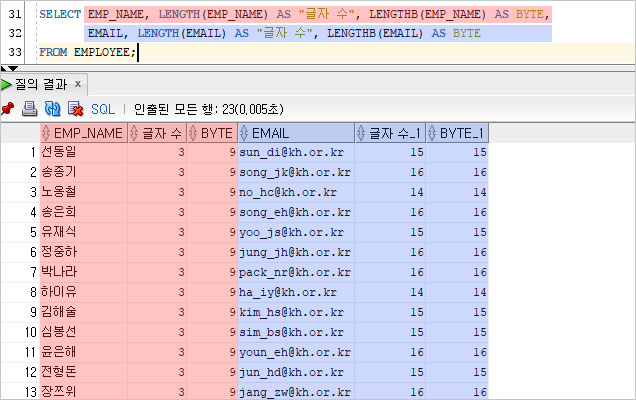 31 SELECT EMP_NAME, LENGTH(EMP_NAME) AS "글자 수", LENGTHB(EMP_NAME) AS BYTE,
32 EMAIL, LENGTH(EMAIL) AS "글자 수", LENGTHB(EMAIL) AS BYTE
33 FROM EMPLOYEE;
질의 결과 x
SQL | 인출된 모든 행: 23(0,005초)
EMP_NAME 글자 수 BYTE EMAIL 글자 수_1 BYTE_1
1 선동일 3 9 sun_di@kh.or.kr 15 15
2 송종기 3 9 song_jk@kh.or.kr 16 16
3 노옹철 3 9 no_hc@kh.or.kr 14 14
4 송은희 3 9 song_eh@kh.or.kr 16 16
5 유재식 3 9 yoo_js@kh.or.kr 15 15
6 정중하 3 9 jung_jh@kh.or.kr 16 16
7 박나라 3 9 pack_nr@kh.or.kr 16 16
8 하이유 3 9 ha_iy@kh.or.kr 14 14
9 김해술 3 9 kim_hs@kh.or.kr 15 15
10 심봉선 3 9 sim_bs@kh.or.kr 15 15
11 윤은해 3 9 youn_eh@kh.or.kr 16 16
12 전형돈 3 9 jun_hd@kh.or.kr 15 15
13 장쯔위 3 9 jang_zw@kh.or.kr 16 16